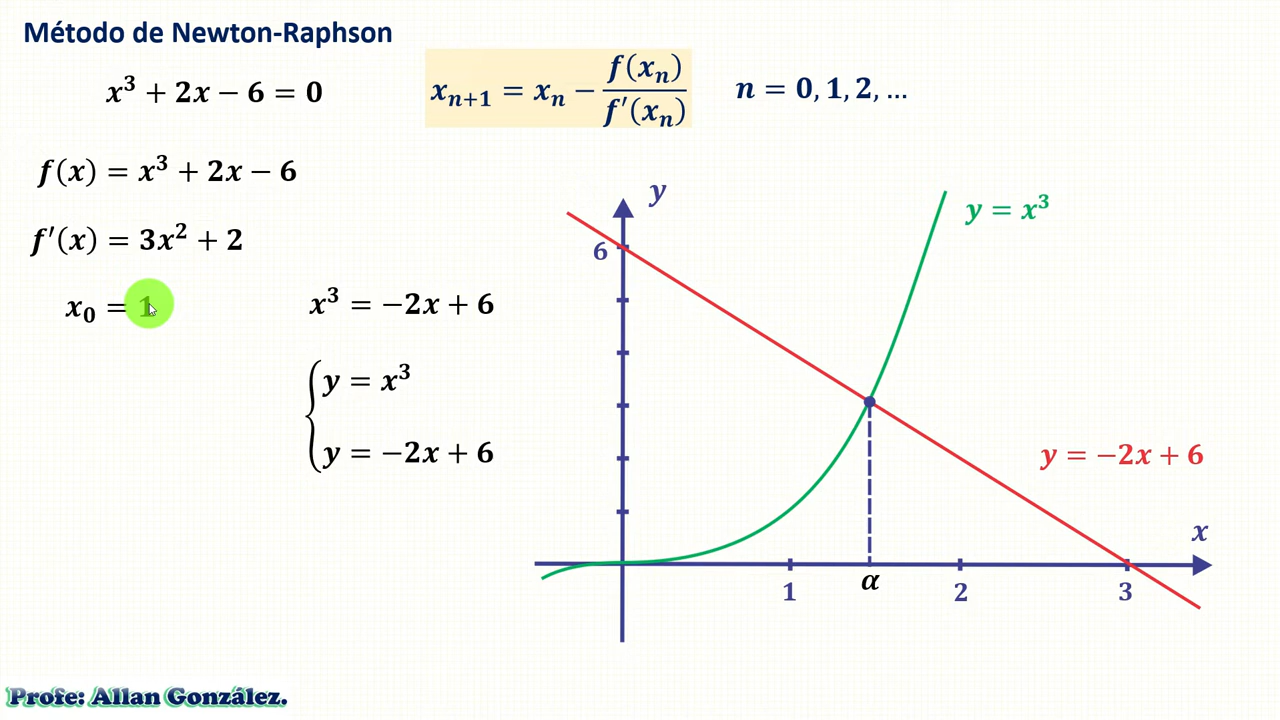 Método de Newton-Raphson
x³ + 2x − 6 = 0
xₙ₊₁ = xₙ − f(xₙ)/f′(xₙ)
n = 0, 1, 2, …
f(x) = x³ + 2x − 6
f′(x) = 3x² + 2
x₀ = 1
x³ = −2x + 6
{ y = x³
y = −2x + 6
y
y = x³
6
y = −2x + 6
x
1
α
2
3
Profe: Allan González.